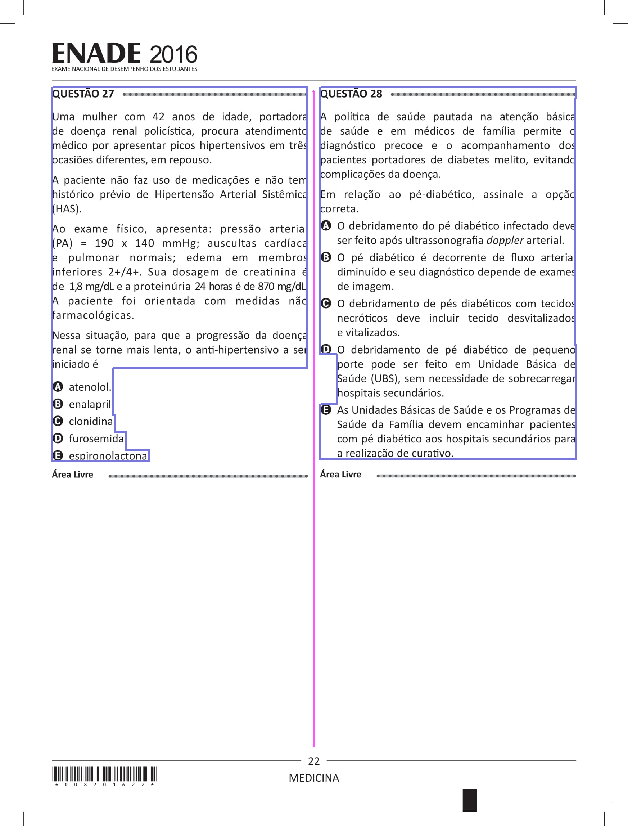 ENADE 2016
EXAME NACIONAL DE DESEMPENHO DOS ESTUDANTES
QUESTÃO 27
Uma mulher com 42 anos de idade, portadora
de doença renal policística, procura atendimento
médico por apresentar picos hipertensivos em três
ocasiões diferentes, em repouso.
A paciente não faz uso de medicações e não tem
histórico prévio de Hipertensão Arterial Sistêmica
(HAS).
Ao exame físico, apresenta: pressão arterial
(PA) = 190 x 140 mmHg; auscultas cardíaca
e pulmonar normais; edema em membros
inferiores 2+/4+. Sua dosagem de creatinina é
de 1,8 mg/dL e a proteinúria 24 horas é de 870 mg/dL.
A paciente foi orientada com medidas não
farmacológicas.
Nessa situação, para que a progressão da doença
renal se torne mais lenta, o anti-hipertensivo a ser
iniciado é
A atenolol.
B enalapril.
C clonidina.
D furosemida.
E espironolactona.
Área Livre
QUESTÃO 28
A política de saúde pautada na atenção básica
de saúde e em médicos de família permite o
diagnóstico precoce e o acompanhamento dos
pacientes portadores de diabetes melito, evitando
complicações da doença.
Em relação ao pé-diabético, assinale a opção
correta.
A O debridamento do pé diabético infectado deve
ser feito após ultrassonografia doppler arterial.
B O pé diabético é decorrente de fluxo arterial
diminuído e seu diagnóstico depende de exames
de imagem.
C O debridamento de pés diabéticos com tecidos
necróticos deve incluir tecido desvitalizados
e vitalizados.
D O debridamento de pé diabético de pequeno
porte pode ser feito em Unidade Básica de
Saúde (UBS), sem necessidade de sobrecarregar
hospitais secundários.
E As Unidades Básicas de Saúde e os Programas de
Saúde da Família devem encaminhar pacientes
com pé diabético aos hospitais secundários para
a realização de curativo.
Área Livre
22
MEDICINA